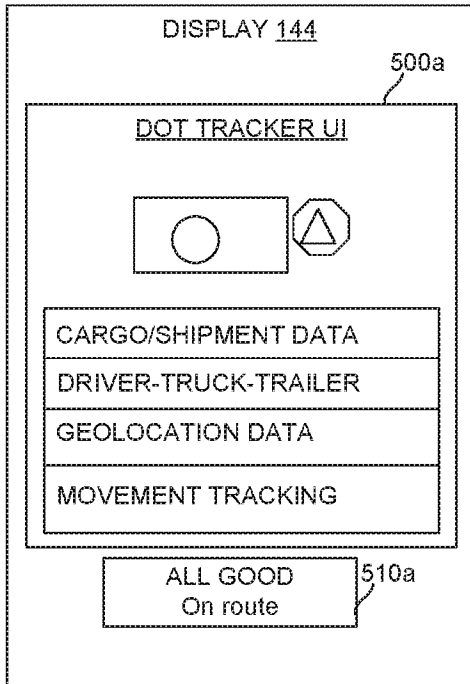 DISPLAY 144
500a
DOT TRACKER UI
CARGO/SHIPMENT DATA
DRIVER-TRUCK-TRAILER
GEOLOCATION DATA
MOVEMENT TRACKING
ALL GOOD
510a
On route